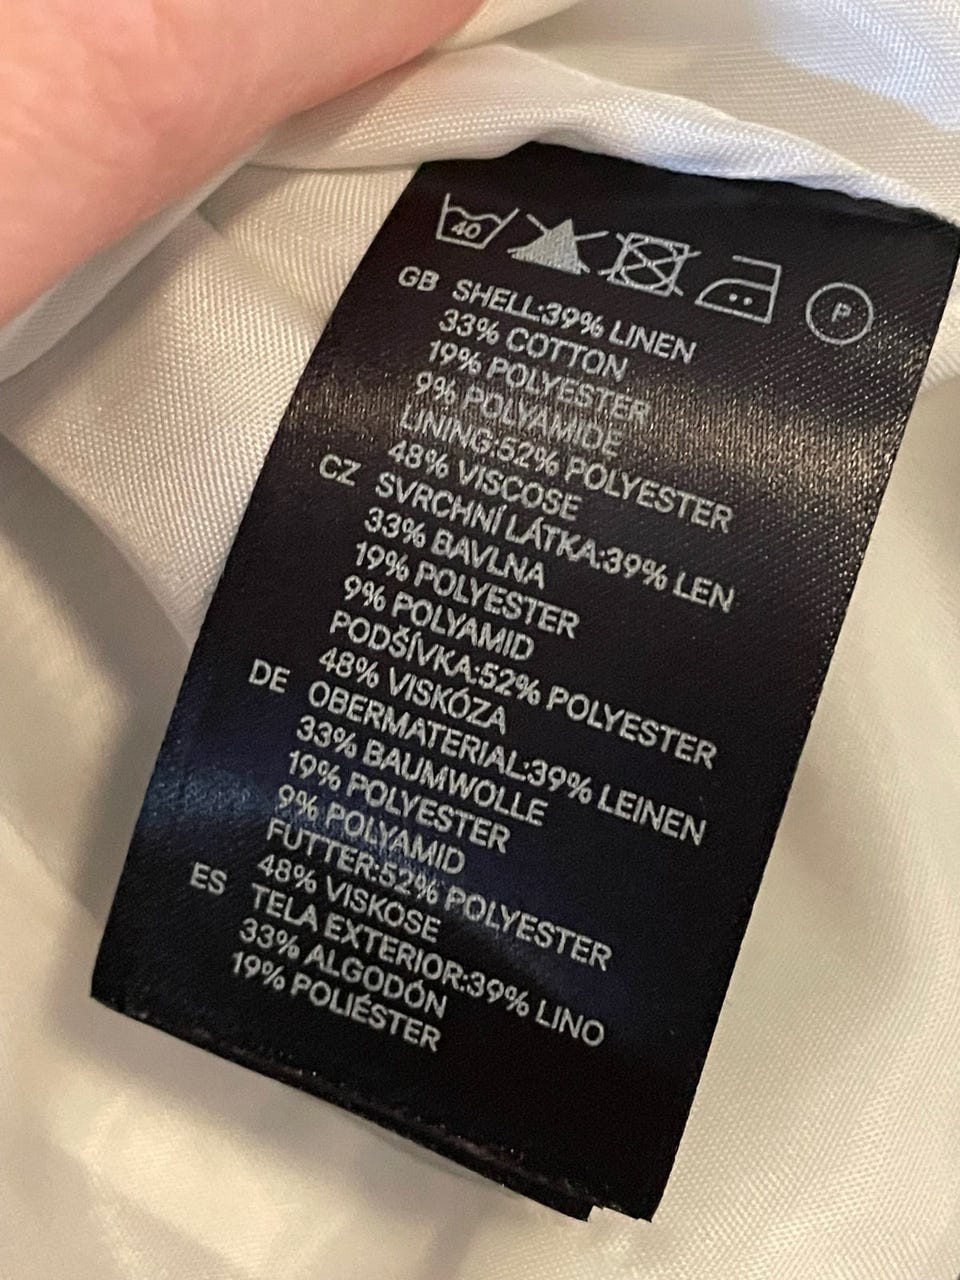 40
P
GB SHELL:39% LINEN
33% COTTON
19% POLYESTER
9% POLYAMIDE
LINING:52% POLYESTER
48% VISCOSE
CZ SVRCHNÍ LÁTKA:39% LEN
33% BAVLNA
19% POLYESTER
9% POLYAMID
PODŠÍVKA:52% POLYESTER
48% VISKÓZA
DE OBERMATERIAL:39% LEINEN
33% BAUMWOLLE
19% POLYESTER
9% POLYAMID
FUTTER:52% POLYESTER
48% VISKOSE
ES TELA EXTERIOR:39% LINO
33% ALGODÓN
19% POLIÉSTER